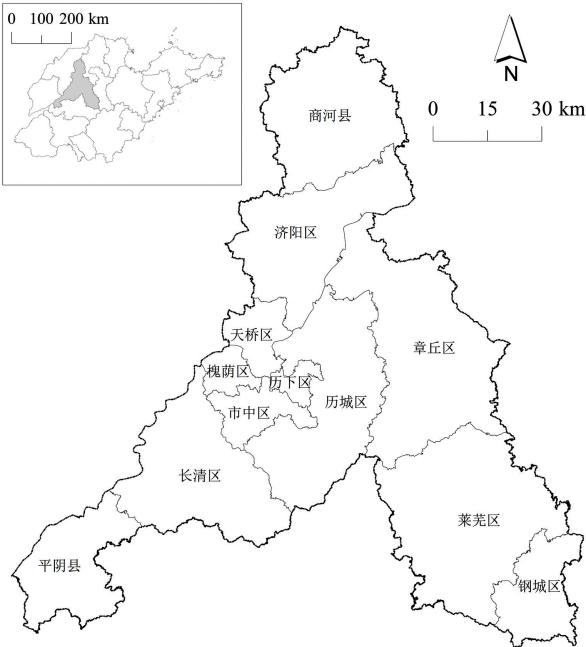 0 100 200 km
N
0 15 30 km
商河县
济阳区
天桥区
章丘区
槐荫区
历下区
历城区
市中区
长清区
莱芜区
平阴县
钢城区